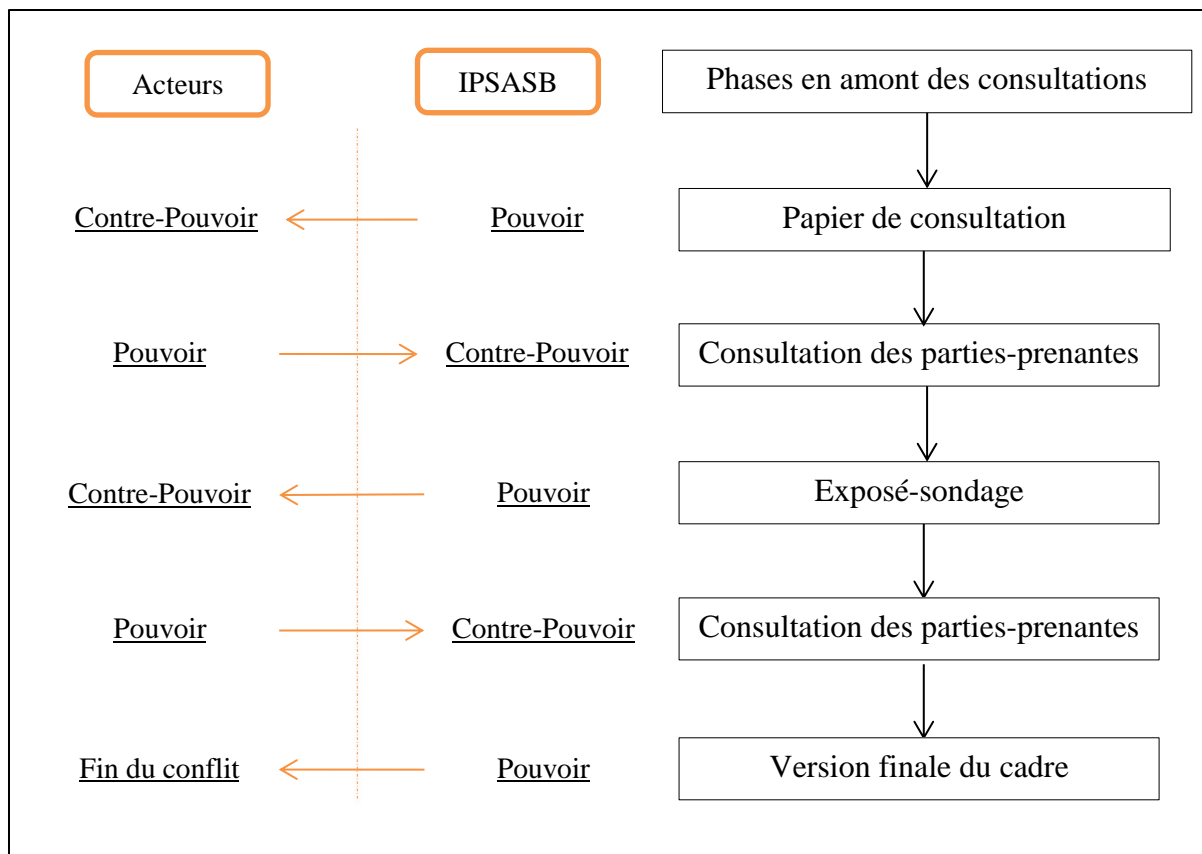 Acteurs
IPSASB
Phases en amont des consultations
Contre-Pouvoir
Pouvoir
Papier de consultation
Pouvoir
Contre-Pouvoir
Consultation des parties-prenantes
Contre-Pouvoir
Pouvoir
Exposé-sondage
Pouvoir
Contre-Pouvoir
Consultation des parties-prenantes
Fin du conflit
Pouvoir
Version finale du cadre